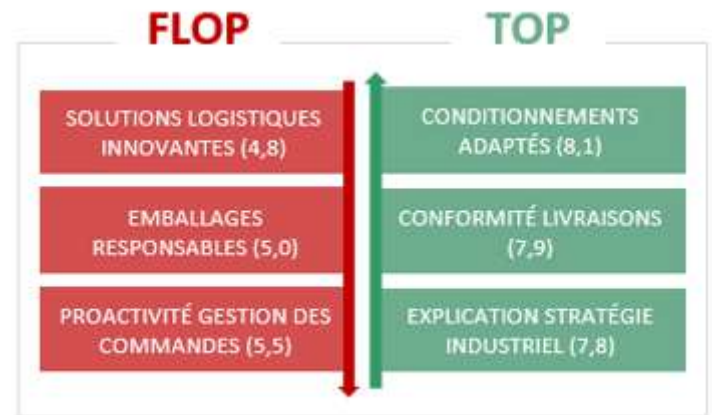 FLOP
SOLUTIONS LOGISTIQUES
INNOVANTES (4,8)
EMBALLAGES
RESPONSABLES (5,0)
PROACTIVITÉ GESTION DES
COMMANDES (5,5)
TOP
CONDITIONNEMENTS
ADAPTÉS (8,1)
CONFORMITÉ LIVRAISONS
(7,9)
EXPLICATION STRATÉGIE
INDUSTRIEL (7,8)